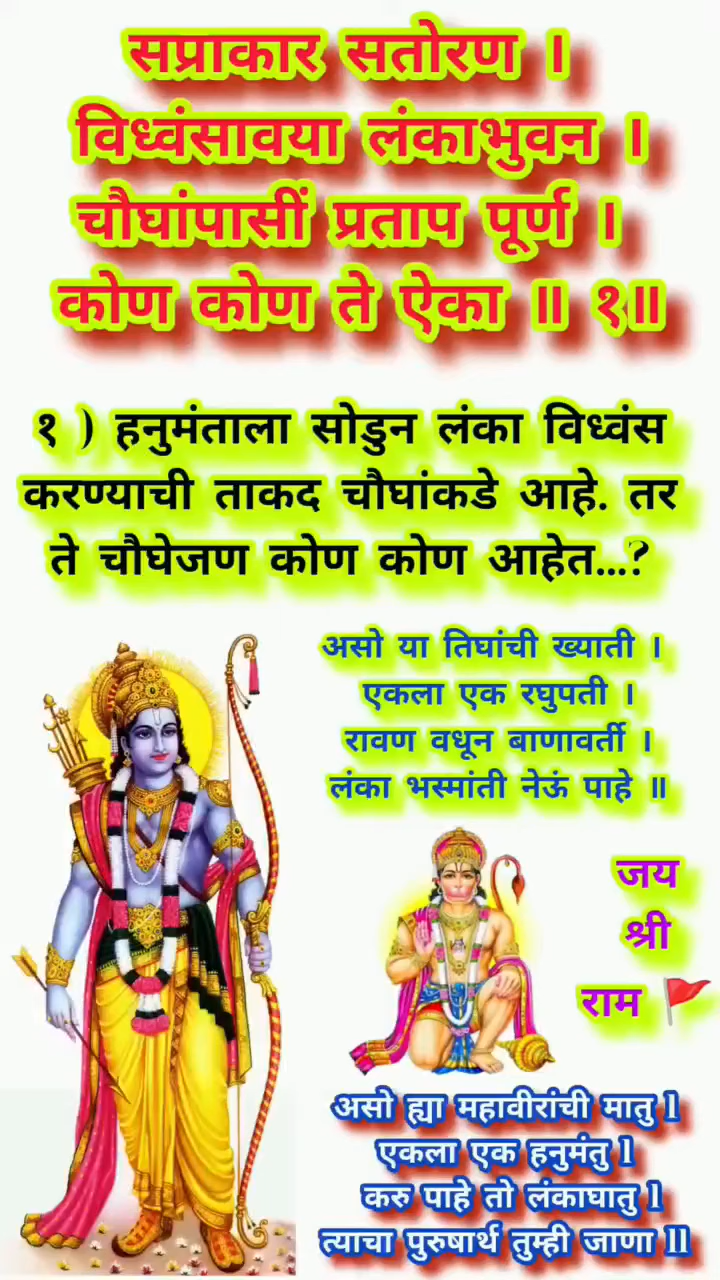 सप्राकार सतोरण ।
विध्वंसावया लंकाभुवन ।
चौघांपासीं प्रताप पूर्ण ।
कोण कोण ते ऐका ॥ १॥
१ ) हनुमंताला सोडुन लंका विध्वंस
करण्याची ताकद चौघांकडे आहे. तर
ते चौघेजण कोण कोण आहेत...?
असो या तिघांची ख्याती ।
एकला एक रघुपती ।
रावण वधून बाणावर्ती ।
लंका भस्मांती नेऊं पाहे ॥
जय
श्री
राम 🚩
असो ह्या महावीरांची मातु l
एकला एक हनुमंतु l
करु पाहे तो लंकाघातु l
त्याचा पुरुषार्थ तुम्ही जाणा ll